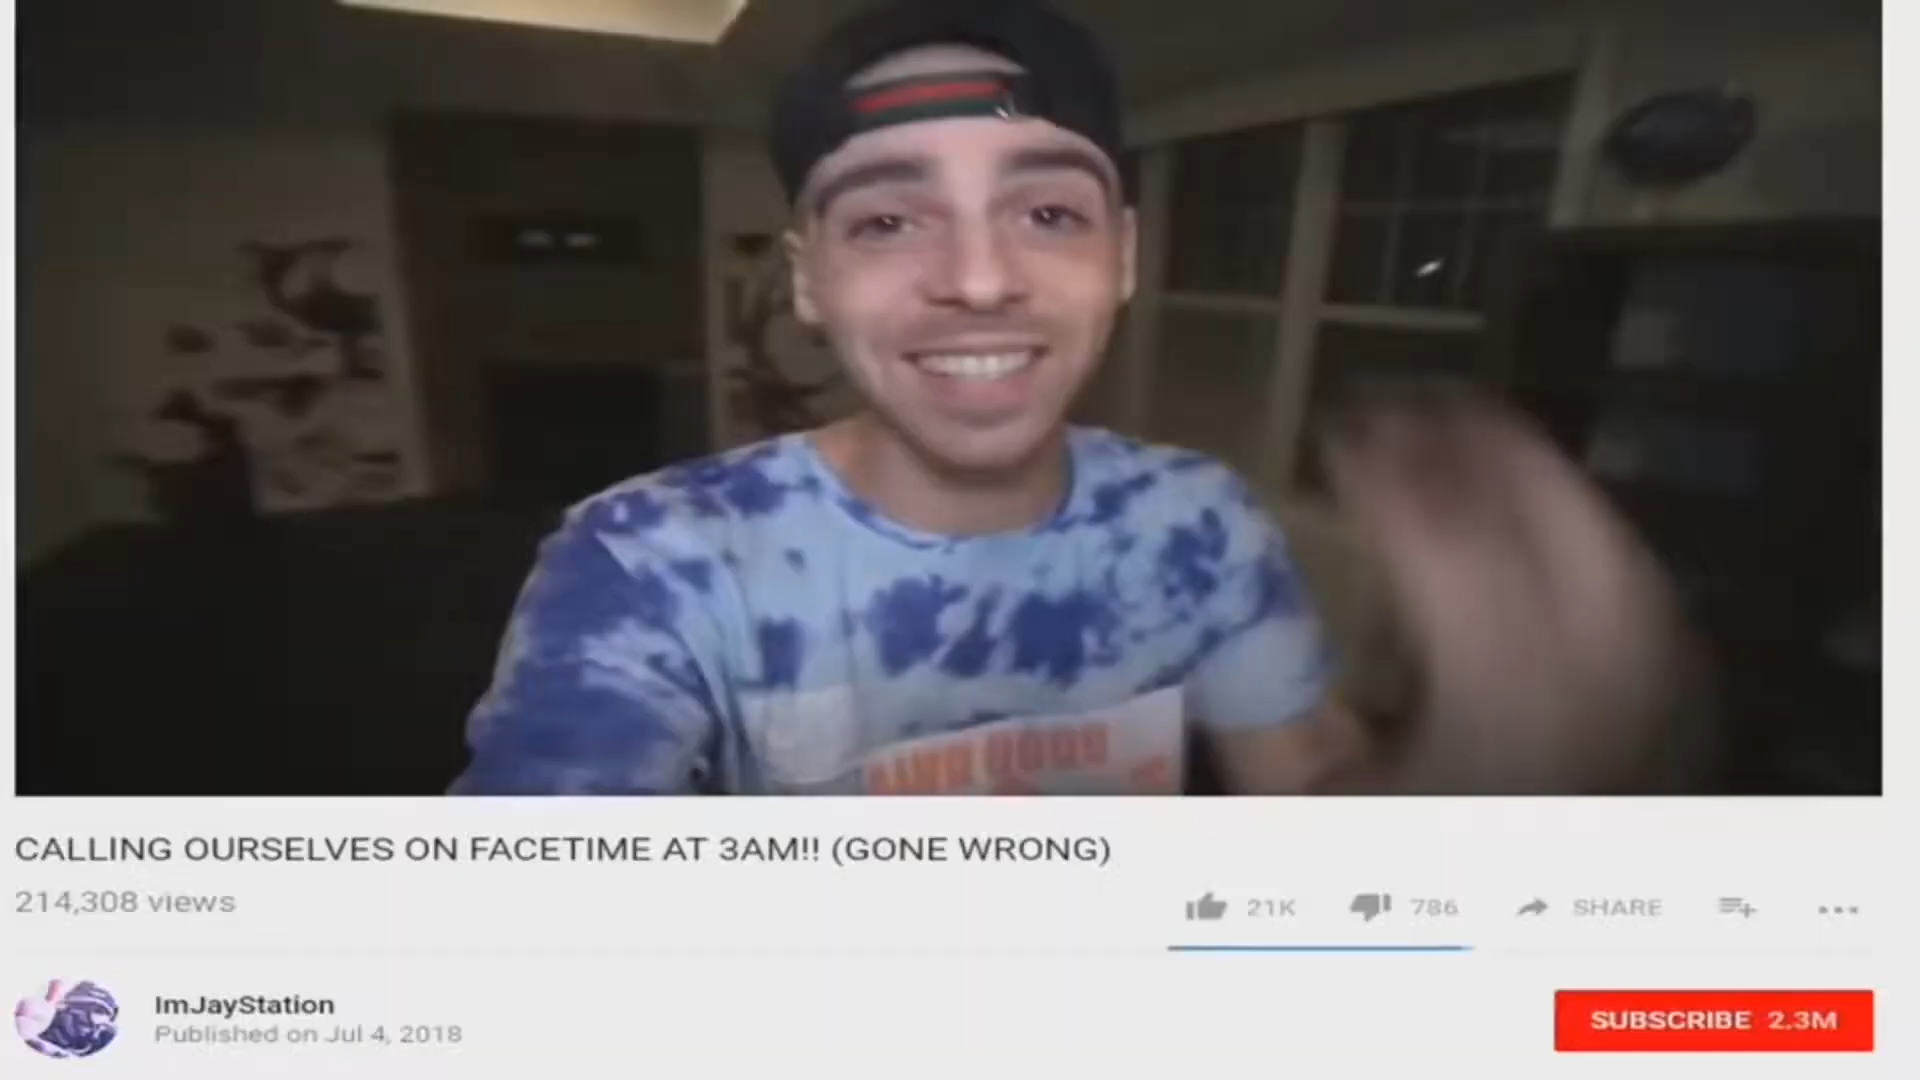 CALLING OURSELVES ON FACETIME AT 3AM!! (GONE WRONG)
214,308 views
21K
786
SHARE
ImJayStation
Published on Jul 4, 2018
SUBSCRIBE 2.3M